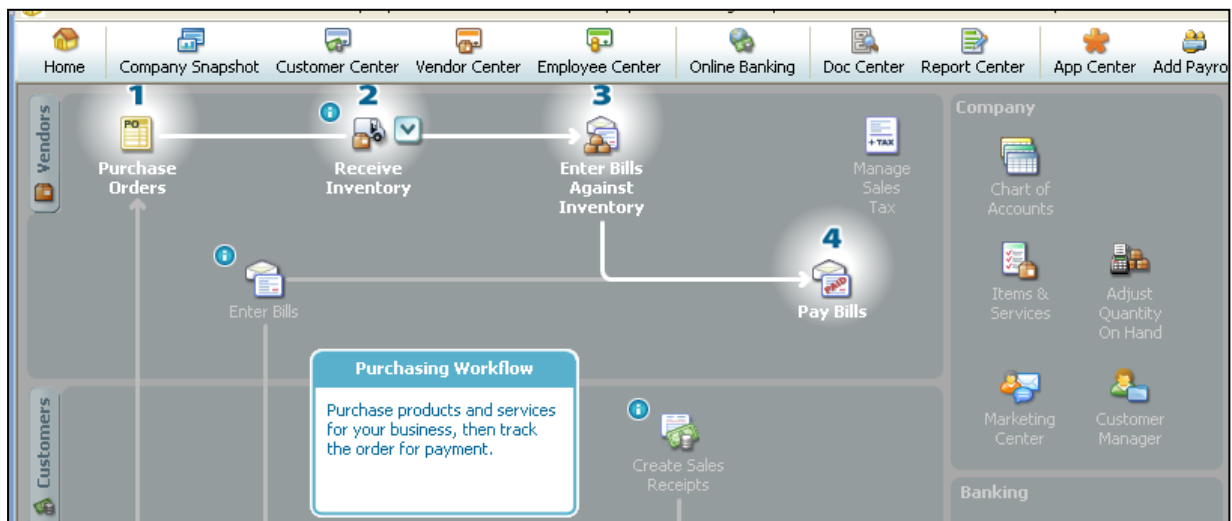 Home
Company Snapshot
Customer Center
Vendor Center
Employee Center
Online Banking
Doc Center
Report Center
App Center
Add Payro
Vendors
1
2
3
PO
Purchase
Orders
Receive
Inventory
Enter Bills
Against
Inventory
+ TAX
Manage
Sales
Tax
Enter Bills
4
PAID
Pay Bills
Company
Chart of
Accounts
Items &
Services
Adjust
Quantity
On Hand
Marketing
Center
Customer
Manager
Purchasing Workflow
Purchase products and services
for your business, then track
the order for payment.
Customers
Create Sales
Receipts
Banking